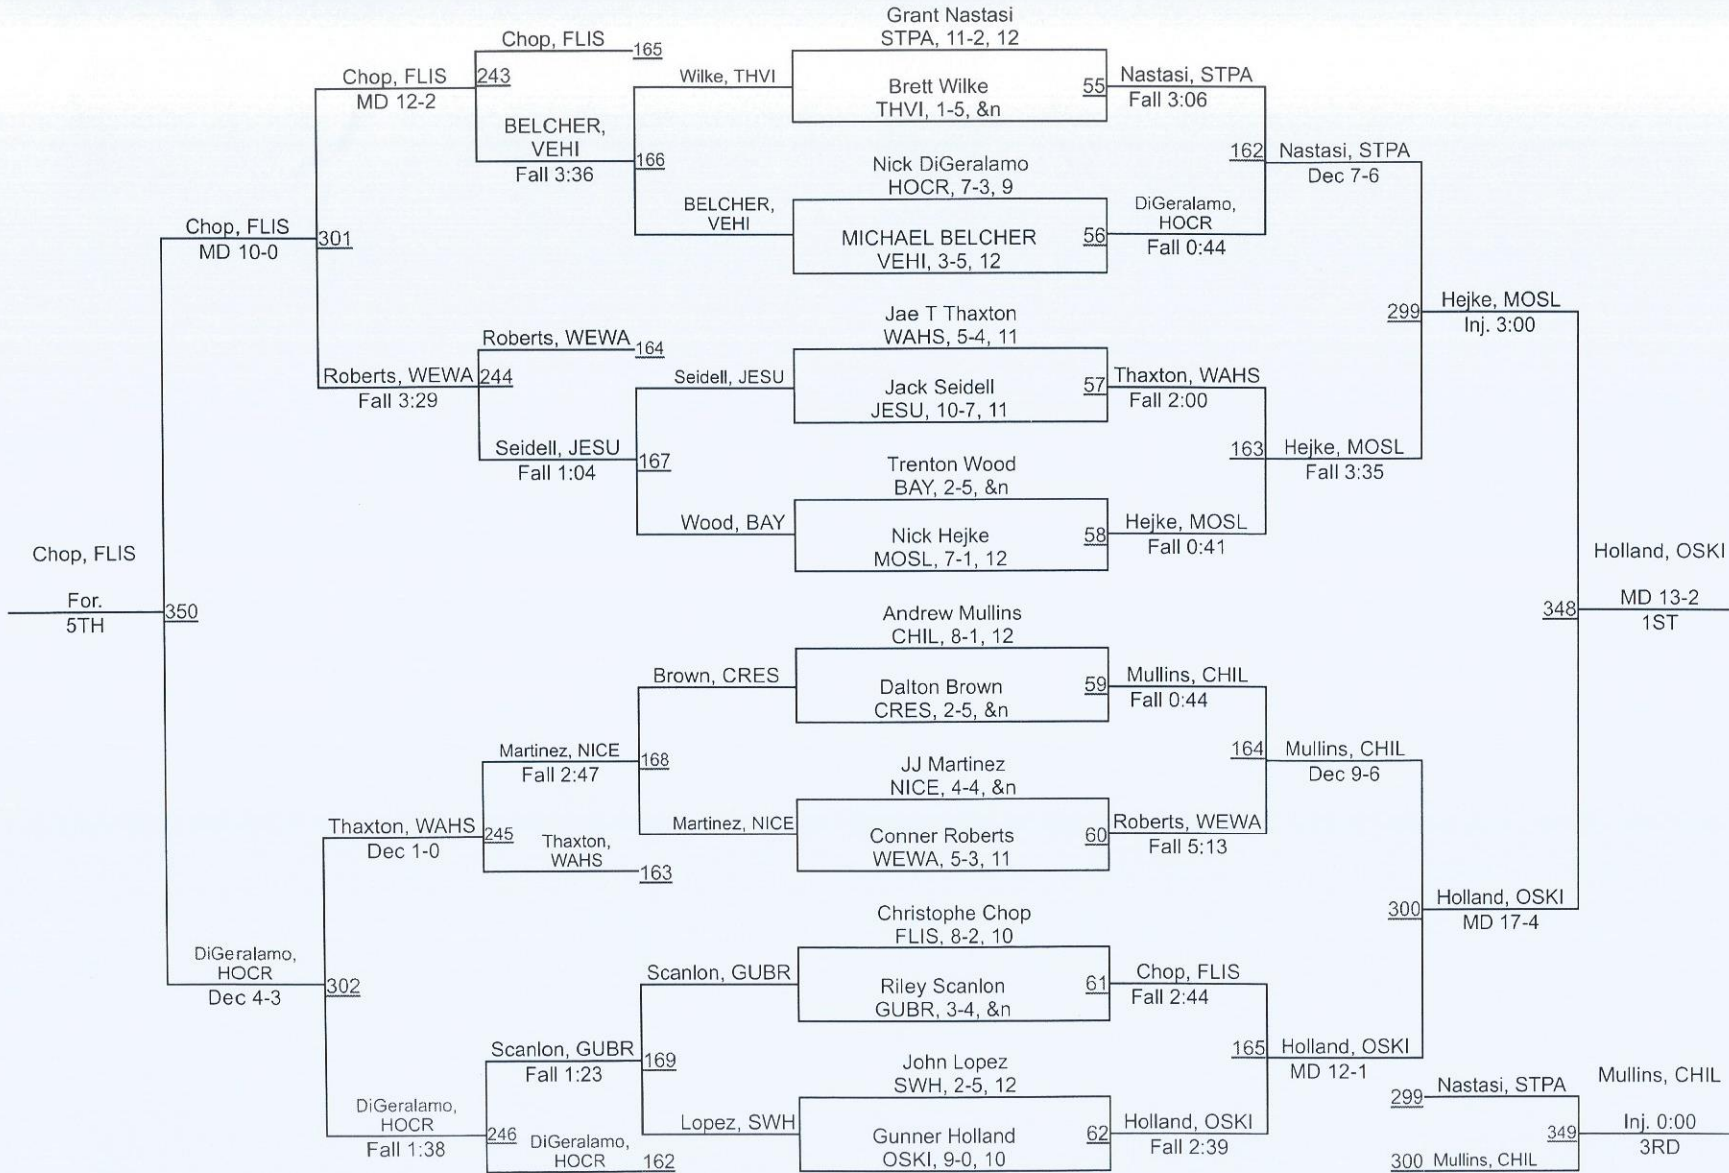 Grant Nastasi
STPA, 11-2, 12
Chop, FLIS
165
Chop, FLIS
MD 12-2
243
Wilke, THVI
Brett Wilke
THVI, 1-5, &n
55
Nastasi, STPA
Fall 3:06
BELCHER,
VEHI
Fall 3:36
166
Nick DiGeralamo
HOCR, 7-3, 9
162
Nastasi, STPA
Dec 7-6
Chop, FLIS
MD 10-0
301
BELCHER,
VEHI
MICHAEL BELCHER
VEHI, 3-5, 12
56
DiGeralamo,
HOCR
Fall 0:44
Jae T Thaxton
WAHS, 5-4, 11
299
Hejke, MOSL
Inj. 3:00
Roberts, WEWA
164
Roberts, WEWA
Fall 3:29
244
Seidell, JESU
Jack Seidell
JESU, 10-7, 11
57
Thaxton, WAHS
Fall 2:00
Seidell, JESU
Fall 1:04
167
Trenton Wood
BAY, 2-5, &n
163
Hejke, MOSL
Fall 3:35
Wood, BAY
Nick Hejke
MOSL, 7-1, 12
58
Hejke, MOSL
Fall 0:41
Chop, FLIS
For.
5TH
350
Holland, OSKI
MD 13-2
1ST
348
Andrew Mullins
CHIL, 8-1, 12
Brown, CRES
Dalton Brown
CRES, 2-5, &n
59
Mullins, CHIL
Fall 0:44
Martinez, NICE
Fall 2:47
168
JJ Martinez
NICE, 4-4, &n
164
Mullins, CHIL
Dec 9-6
Thaxton, WAHS
Dec 1-0
245
Martinez, NICE
Conner Roberts
WEWA, 5-3, 11
60
Roberts, WEWA
Fall 5:13
Thaxton,
WAHS
163
Christophe Chop
FLIS, 8-2, 10
300
Holland, OSKI
MD 17-4
DiGeralamo,
HOCR
Dec 4-3
302
Scanlon, GUBR
Riley Scanlon
GUBR, 3-4, &n
61
Chop, FLIS
Fall 2:44
Scanlon, GUBR
Fall 1:23
169
John Lopez
SWH, 2-5, 12
165
Holland, OSKI
MD 12-1
DiGeralamo,
HOCR
Fall 1:38
246
Lopez, SWH
Gunner Holland
OSKI, 9-0, 10
62
Holland, OSKI
Fall 2:39
DiGeralamo,
HOCR
162
299
Nastasi, STPA
Mullins, CHIL
349
Inj. 0:00
3RD
300
Mullins, CHIL